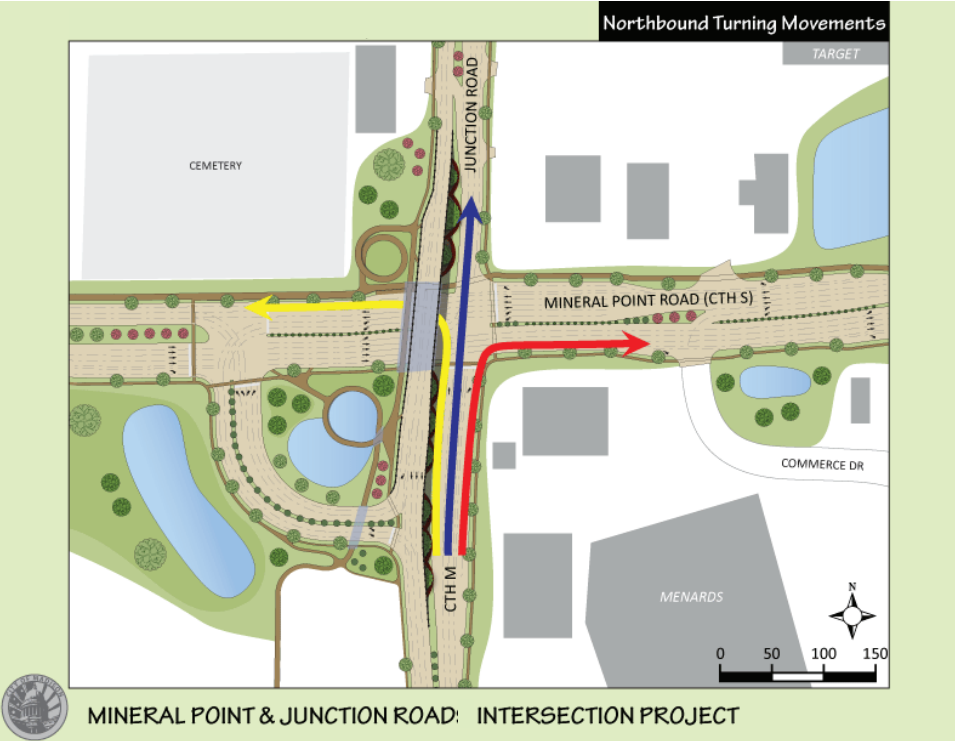 Northbound Turning Movements
TARGET
JUNCTION ROAD
CEMETERY
MINERAL POINT ROAD (CTH S)
COMMERCE DR
CTH M
MENARDS
N
0 50 100 150
MINERAL POINT & JUNCTION ROADS INTERSECTION PROJECT